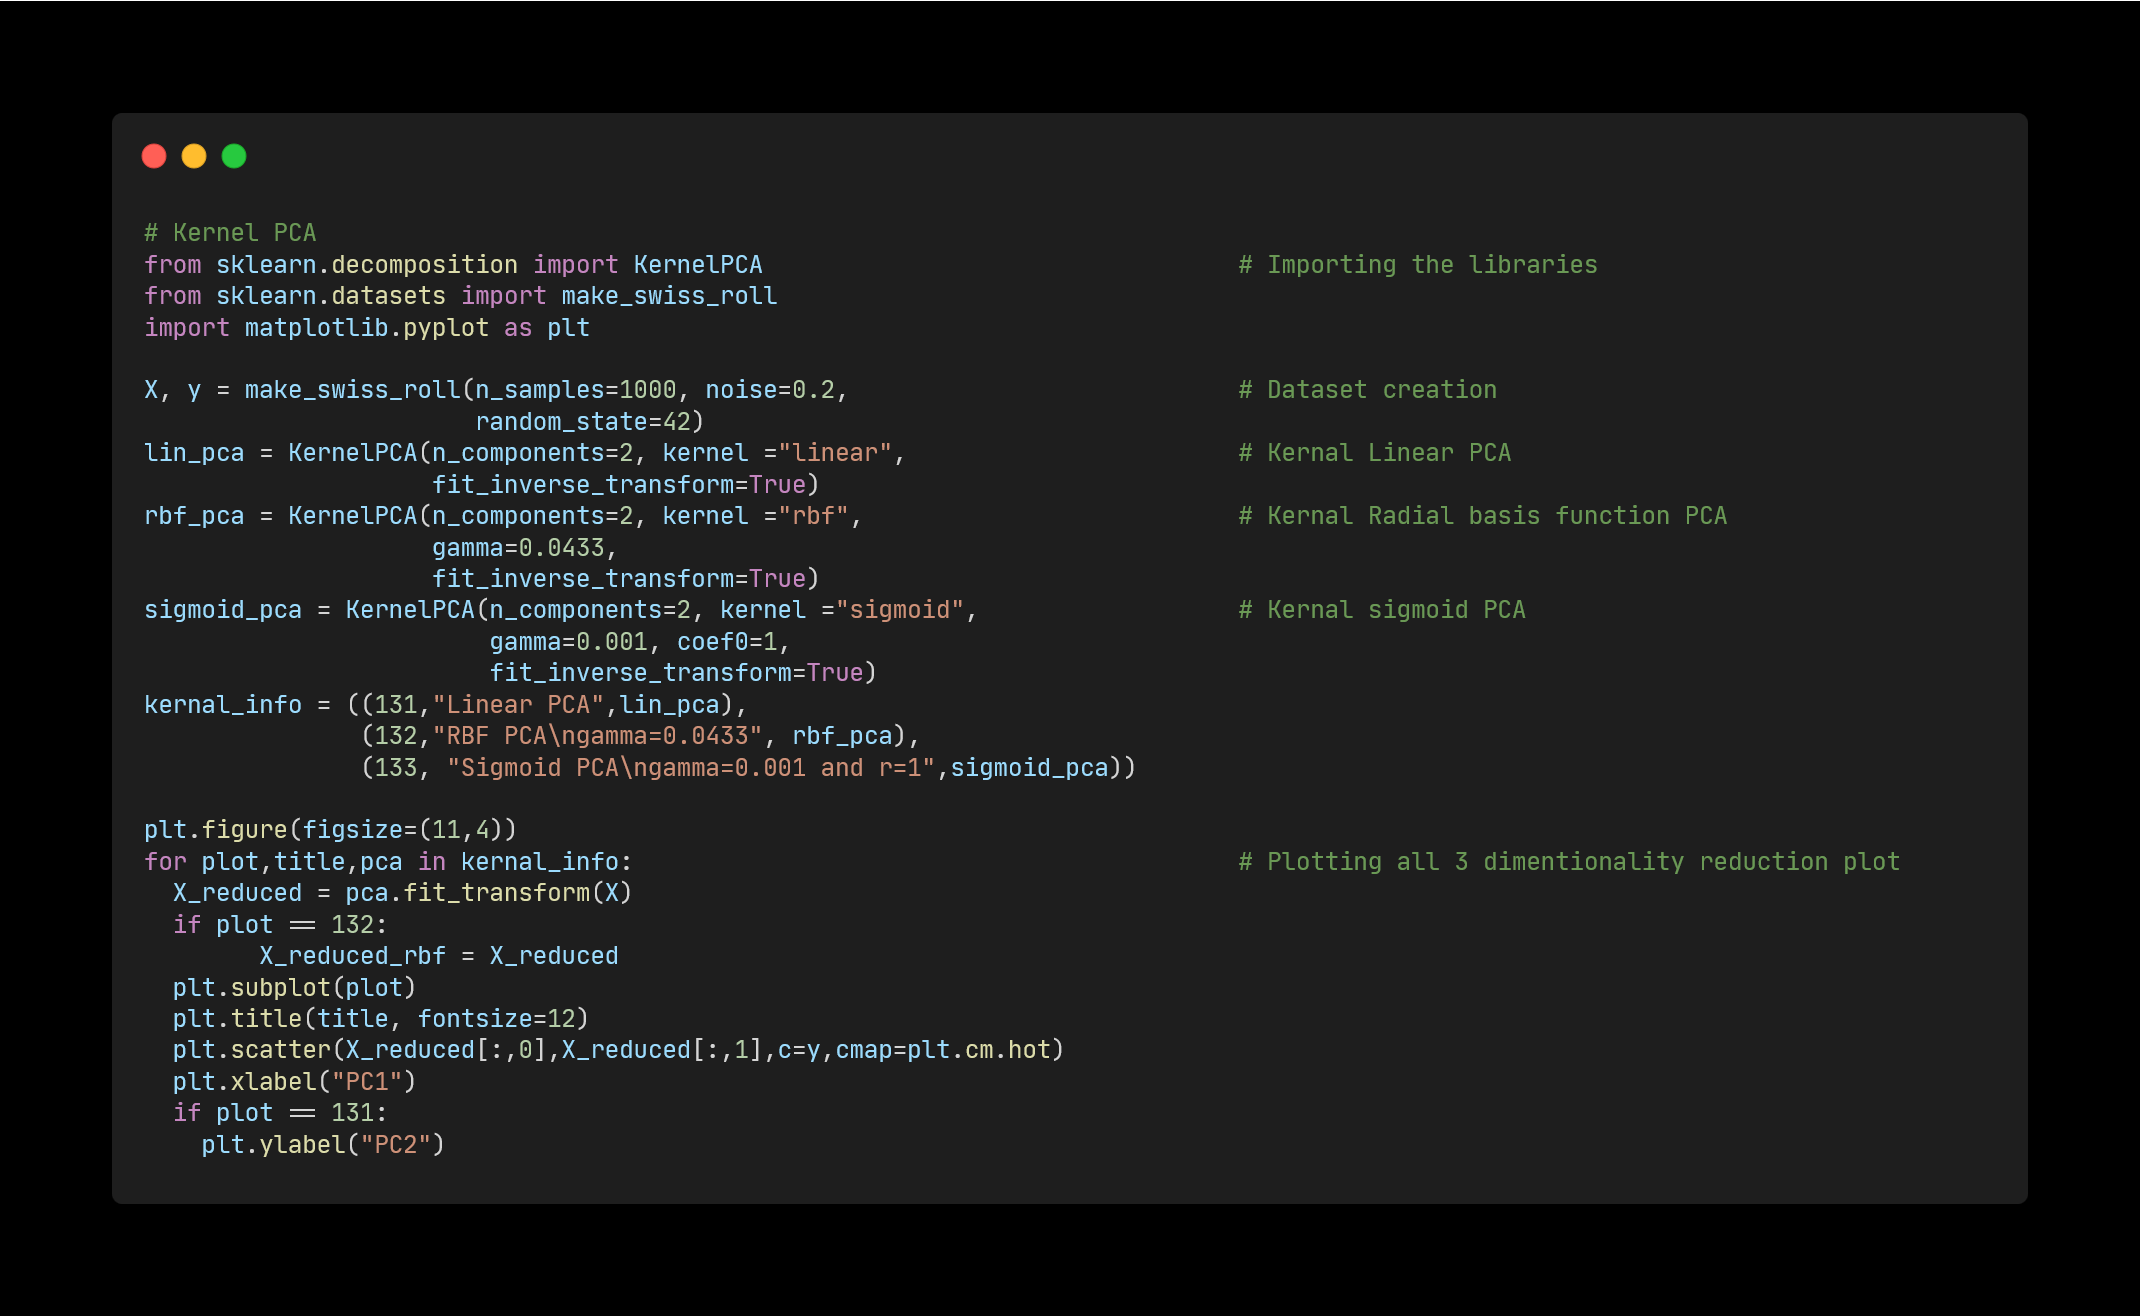 # Kernel PCA
from sklearn.decomposition import KernelPCA                                 # Importing the libraries
from sklearn.datasets import make_swiss_roll
import matplotlib.pyplot as plt

X, y = make_swiss_roll(n_samples=1000, noise=0.2,                           # Dataset creation
                       random_state=42)
lin_pca = KernelPCA(n_components=2, kernel ="linear",                       # Kernal Linear PCA
                    fit_inverse_transform=True)
rbf_pca = KernelPCA(n_components=2, kernel ="rbf",                          # Kernal Radial basis function PCA
                    gamma=0.0433,
                    fit_inverse_transform=True)
sigmoid_pca = KernelPCA(n_components=2, kernel ="sigmoid",                  # Kernal sigmoid PCA
                        gamma=0.001, coef0=1,
                        fit_inverse_transform=True)
kernal_info = ((131,"Linear PCA",lin_pca),
               (132,"RBF PCA\ngamma=0.0433", rbf_pca),
               (133, "Sigmoid PCA\ngamma=0.001 and r=1",sigmoid_pca))

plt.figure(figsize=(11,4))
for plot,title,pca in kernal_info:                                          # Plotting all 3 dimentionality reduction plot
  X_reduced = pca.fit_transform(X)
  if plot == 132:
        X_reduced_rbf = X_reduced
  plt.subplot(plot)
  plt.title(title, fontsize=12)
  plt.scatter(X_reduced[:,0],X_reduced[:,1],c=y,cmap=plt.cm.hot)
  plt.xlabel("PC1")
  if plot == 131:
    plt.ylabel("PC2")